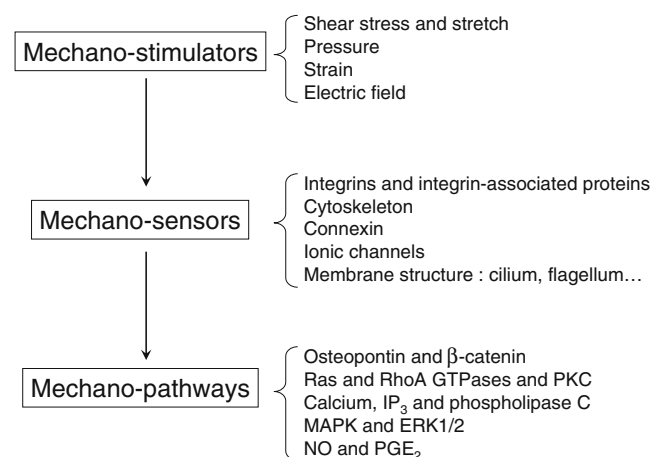 Mechano-stimulators
Shear stress and stretch
Pressure
Strain
Electric field
Mechano-sensors
Integrins and integrin-associated proteins
Cytoskeleton
Connexin
Ionic channels
Membrane structure : cilium, flagellum…
Mechano-pathways
Osteopontin and β-catenin
Ras and RhoA GTPases and PKC
Calcium, IP₃ and phospholipase C
MAPK and ERK1/2
NO and PGE₂